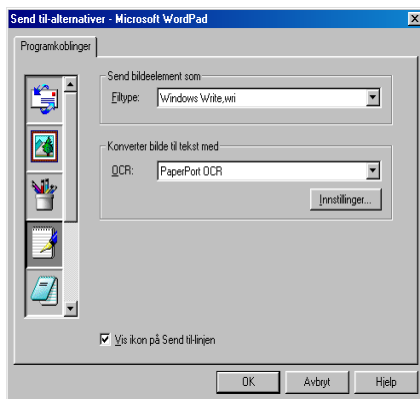 Send til-alternativer - Microsoft WordPad
Programkoblinger
Send bildeelement som
Filtype: Windows Write,wri
Konverter bilde til tekst med
OCR: PaperPort OCR
Innstillinger...
Vis ikon på Send til-linjen
OK Avbryt Hjelp